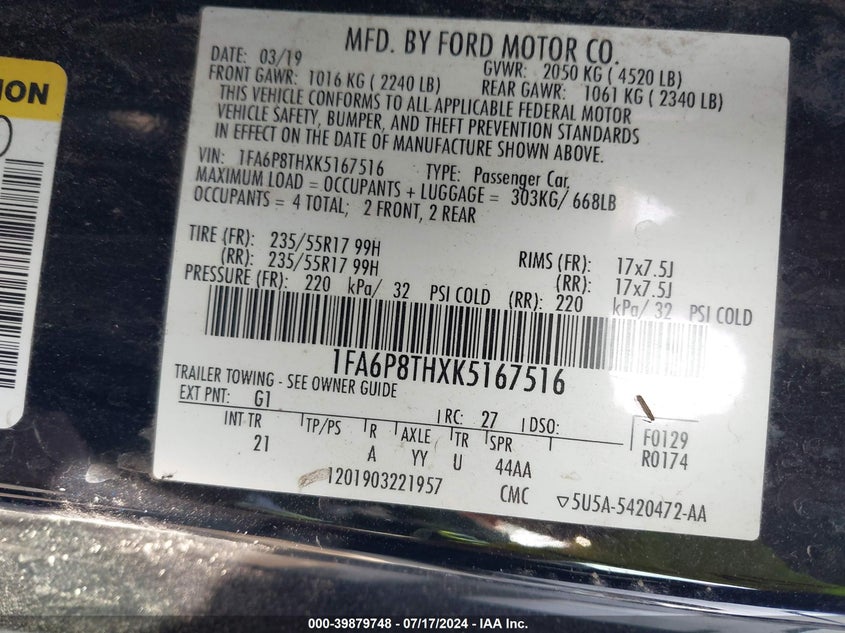 MFD. BY FORD MOTOR CO.
DATE: 03/19 GVWR: 2050 KG ( 4520 LB)
FRONT GAWR: 1016 KG ( 2240 LB) REAR GAWR: 1061 KG ( 2340 LB)
THIS VEHICLE CONFORMS TO ALL APPLICABLE FEDERAL MOTOR
VEHICLE SAFETY, BUMPER, AND THEFT PREVENTION STANDARDS
IN EFFECT ON THE DATE OF MANUFACTURE SHOWN ABOVE.
VIN: 1FA6P8THXK5167516 TYPE: Passenger Car,
MAXIMUM LOAD = OCCUPANTS + LUGGAGE = 303KG/ 668LB
OCCUPANTS = 4 TOTAL; 2 FRONT, 2 REAR
TIRE (FR): 235/55R17 99H RIMS (FR): 17x7.5J
(RR): 235/55R17 99H (RR): 17x7.5J
PRESSURE (FR): 220 kPa/ 32 PSI COLD (RR): 220 kPa/ 32 PSI COLD
1FA6P8THXK5167516
TRAILER TOWING - SEE OWNER GUIDE
EXT PNT: G1 RC: 27 DSO:
INT TR TP/PS R AXLE TR SPR F0129
21 A YY U 44AA R0174
1201903221957 CMC ▽5U5A-5420472-AA
000-39879748 - 07/17/2024 - IAA Inc.